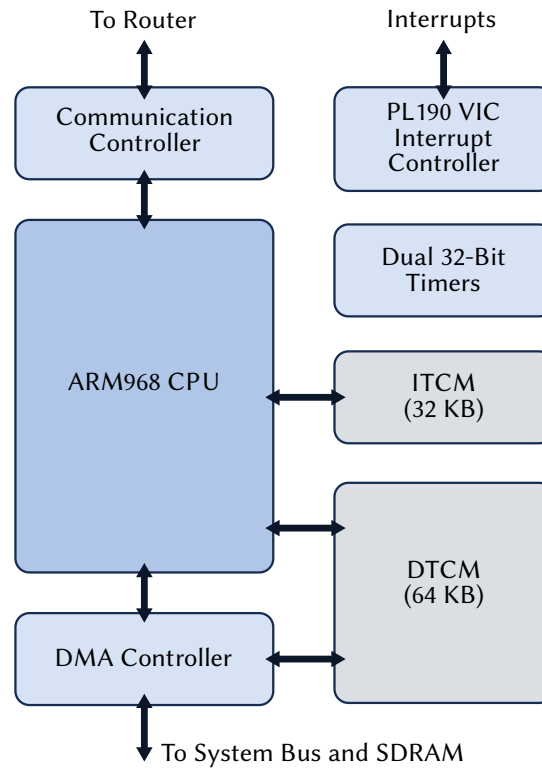 To Router
Interrupts
Communication
Controller
PL190 VIC
Interrupt
Controller
Dual 32-Bit
Timers
ARM968 CPU
ITCM
(32 KB)
DTCM
(64 KB)
DMA Controller
To System Bus and SDRAM